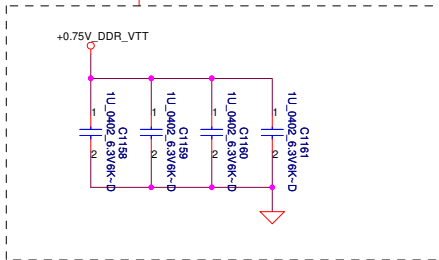 +0.75V_DDR_VTT
1
2
C1158
1U_0402_6.3V6K~D
1
2
C1159
1U_0402_6.3V6K~D
1
2
C1160
1U_0402_6.3V6K~D
1
2
C1161
1U_0402_6.3V6K~D